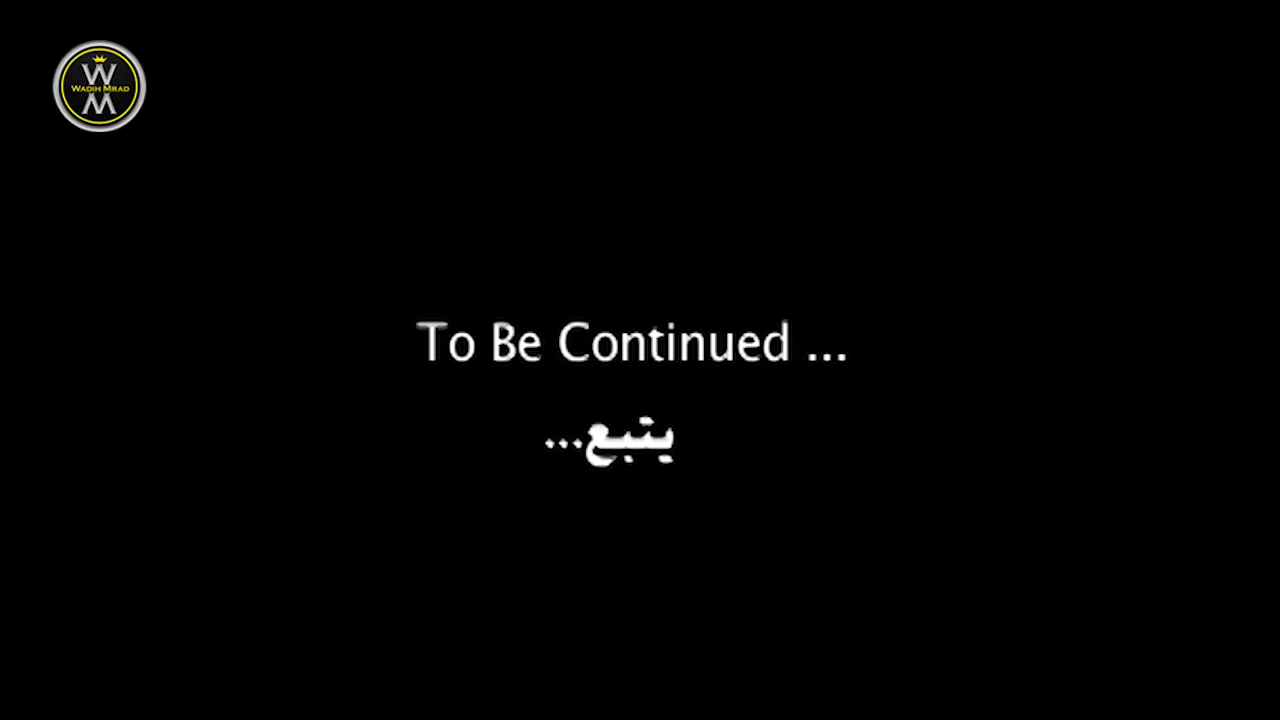 W
WADIH MRAD
M
To Be Continued ...
يتبع...